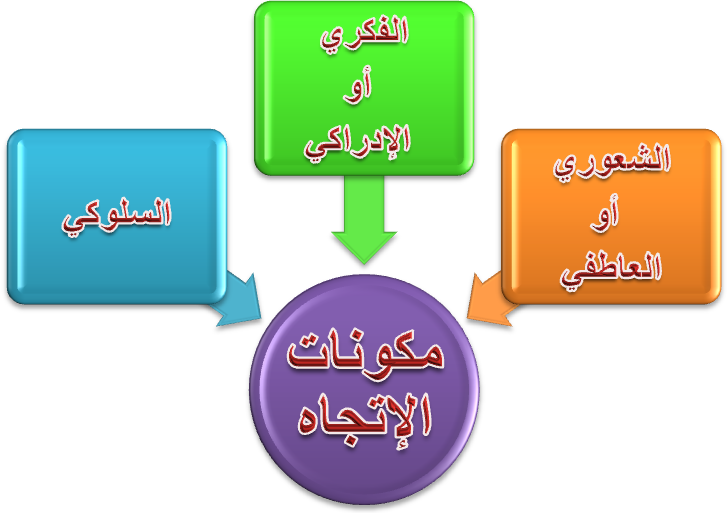 الفكري
أو
الإدراكي
الشعوري
أو
العاطفي
السلوكي
مكونات
الإتجاه